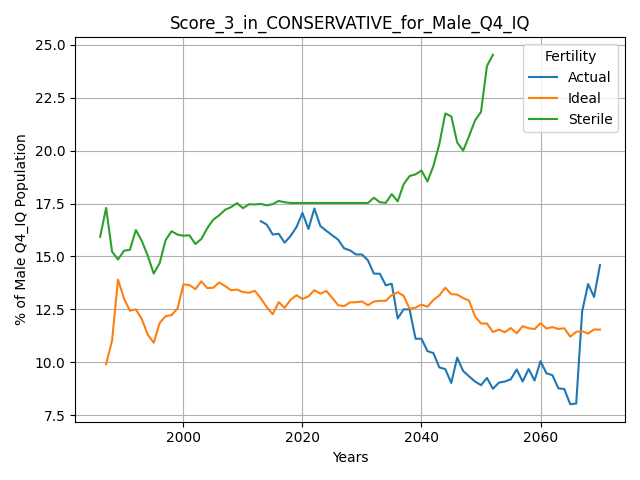 Score_3_in_CONSERVATIVE_for_Male_Q4_IQ
Fertility
Actual
Ideal
Sterile
% of Male Q4_IQ Population
25.0
22.5
20.0
17.5
15.0
12.5
10.0
7.5
2000
2020
2040
2060
Years